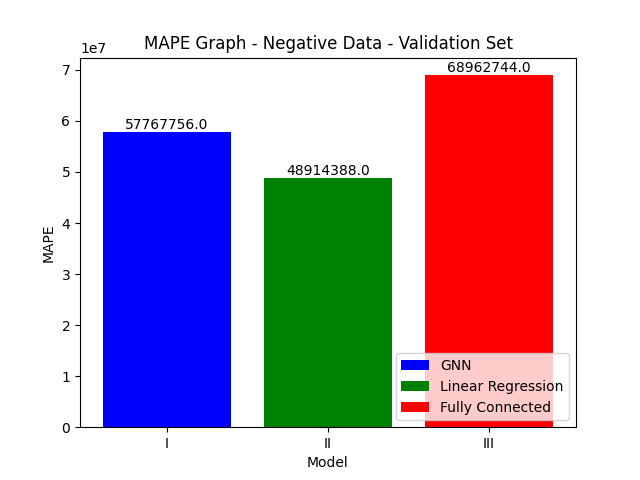 MAPE Graph - Negative Data - Validation Set
1e7
7
6
5
4
3
2
1
0
MAPE
57767756.0
48914388.0
68962744.0
GNN
Linear Regression
Fully Connected
I
II
III
Model